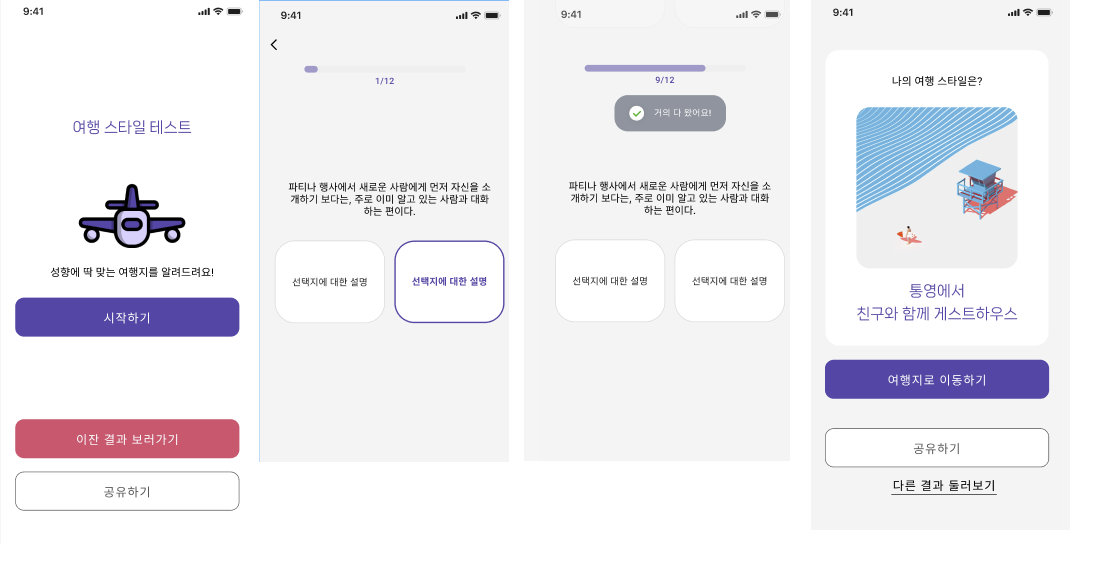 9:41
여행 스타일 테스트
성향에 딱 맞는 여행지를 알려드려요!
시작하기
이잔 결과 보러가기
공유하기
9:41
1/12
파티나 행사에서 새로운 사람에게 먼저 자신을 소
개하기 보다는, 주로 이미 알고 있는 사람과 대화
하는 편이다.
선택지에 대한 설명
선택지에 대한 설명
9:41
9/12
거의 다 왔어요!
파티나 행사에서 새로운 사람에게 먼저 자신을 소
개하기 보다는, 주로 이미 알고 있는 사람과 대화
하는 편이다.
선택지에 대한 설명
선택지에 대한 설명
9:41
나의 여행 스타일은?
통영에서
친구와 함께 게스트하우스
여행지로 이동하기
공유하기
다른 결과 둘러보기